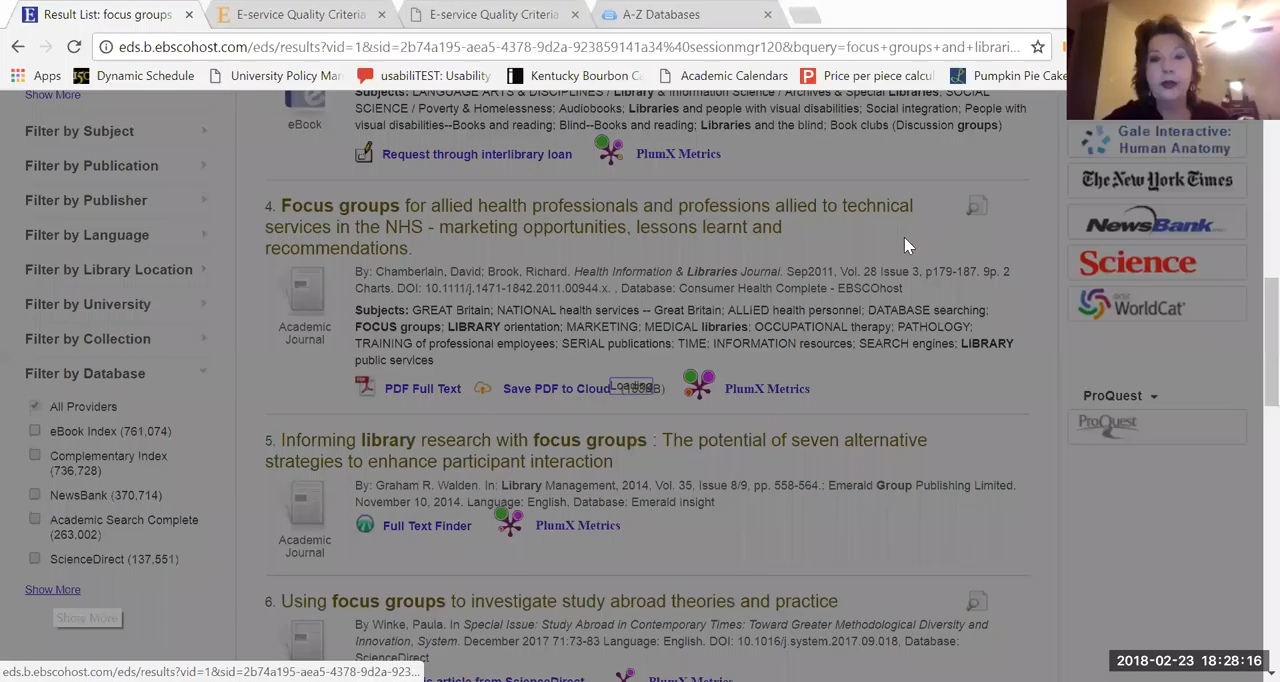 Result List: focus groups
E-service Quality Criteria
E-service Quality Criteria
A-Z Databases
eds.b.ebscohost.com/eds/results?vid=1&sid=2b74a195-aea5-4378-9d2a-923859141a34%40sessionmgr120&bquery=focus+groups+and+librari...
Apps
Dynamic Schedule
University Policy Man
usabiliTEST: Usability
Kentucky Bourbon C
Academic Calendars
Price per piece calcul
Pumpkin Pie Cake
Show More
Filter by Subject
Filter by Publication
Filter by Publisher
Filter by Language
Filter by Library Location
Filter by University
Filter by Collection
Filter by Database
All Providers
eBook Index (761,074)
Complementary Index
(736,728)
NewsBank (370,714)
Academic Search Complete
(263,002)
ScienceDirect (137,551)
Show More
Show More
eBook
Subjects: LANGUAGE ARTS & DISCIPLINES / Library & Information Science / Archives & Special Libraries; SOCIAL
SCIENCE / Poverty & Homelessness; Audiobooks; Libraries and people with visual disabilities; Social integration; People with
visual disabilities--Books and reading; Blind--Books and reading; Libraries and the blind; Book clubs (Discussion groups)
Request through interlibrary loan
PlumX Metrics
4. Focus groups for allied health professionals and professions allied to technical
services in the NHS - marketing opportunities, lessons learnt and
recommendations.
Academic
Journal
By: Chamberlain, David; Brook, Richard. Health Information & Libraries Journal. Sep2011, Vol. 28 Issue 3, p179-187. 9p. 2
Charts. DOI: 10.1111/j.1471-1842.2011.00944.x. , Database: Consumer Health Complete - EBSCOhost
Subjects: GREAT Britain; NATIONAL health services -- Great Britain; ALLiED health personnel; DATABASE searching;
FOCUS groups; LIBRARY orientation; MARKETING; MEDICAL libraries; OCCUPATIONAL therapy; PATHOLOGY;
TRAINING of professional employees; SERIAL publications; TIME; INFORMATION resources; SEARCH engines; LIBRARY
public services
PDF Full Text
Save PDF to Cloud
Loading
PlumX Metrics
5. Informing library research with focus groups : The potential of seven alternative
strategies to enhance participant interaction
Academic
Journal
By: Graham R. Walden. In: Library Management, 2014, Vol. 35, Issue 8/9, pp. 558-564.: Emerald Group Publishing Limited.
November 10, 2014. Language: English, Database: Emerald Insight
Full Text Finder
PlumX Metrics
6. Using focus groups to investigate study abroad theories and practice
By Winke, Paula. In Special Issue: Study Abroad in Contemporary Times: Toward Greater Methodological Diversity and
Innovation, System. December 2017 71:73-83 Language: English. DOI: 10.1016/j.system.2017.09.018, Database:
ScienceDirect
article from ScienceDirect
PlumX Metrics
Gale Interactive:
Human Anatomy
The New York Times
NewsBank
Science
WorldCat
ProQuest
ProQuest
eds.b.ebscohost.com/eds/results?vid=1&sid=2b74a195-aea5-4378-9d2a-923...
2018-02-23 18:28:16